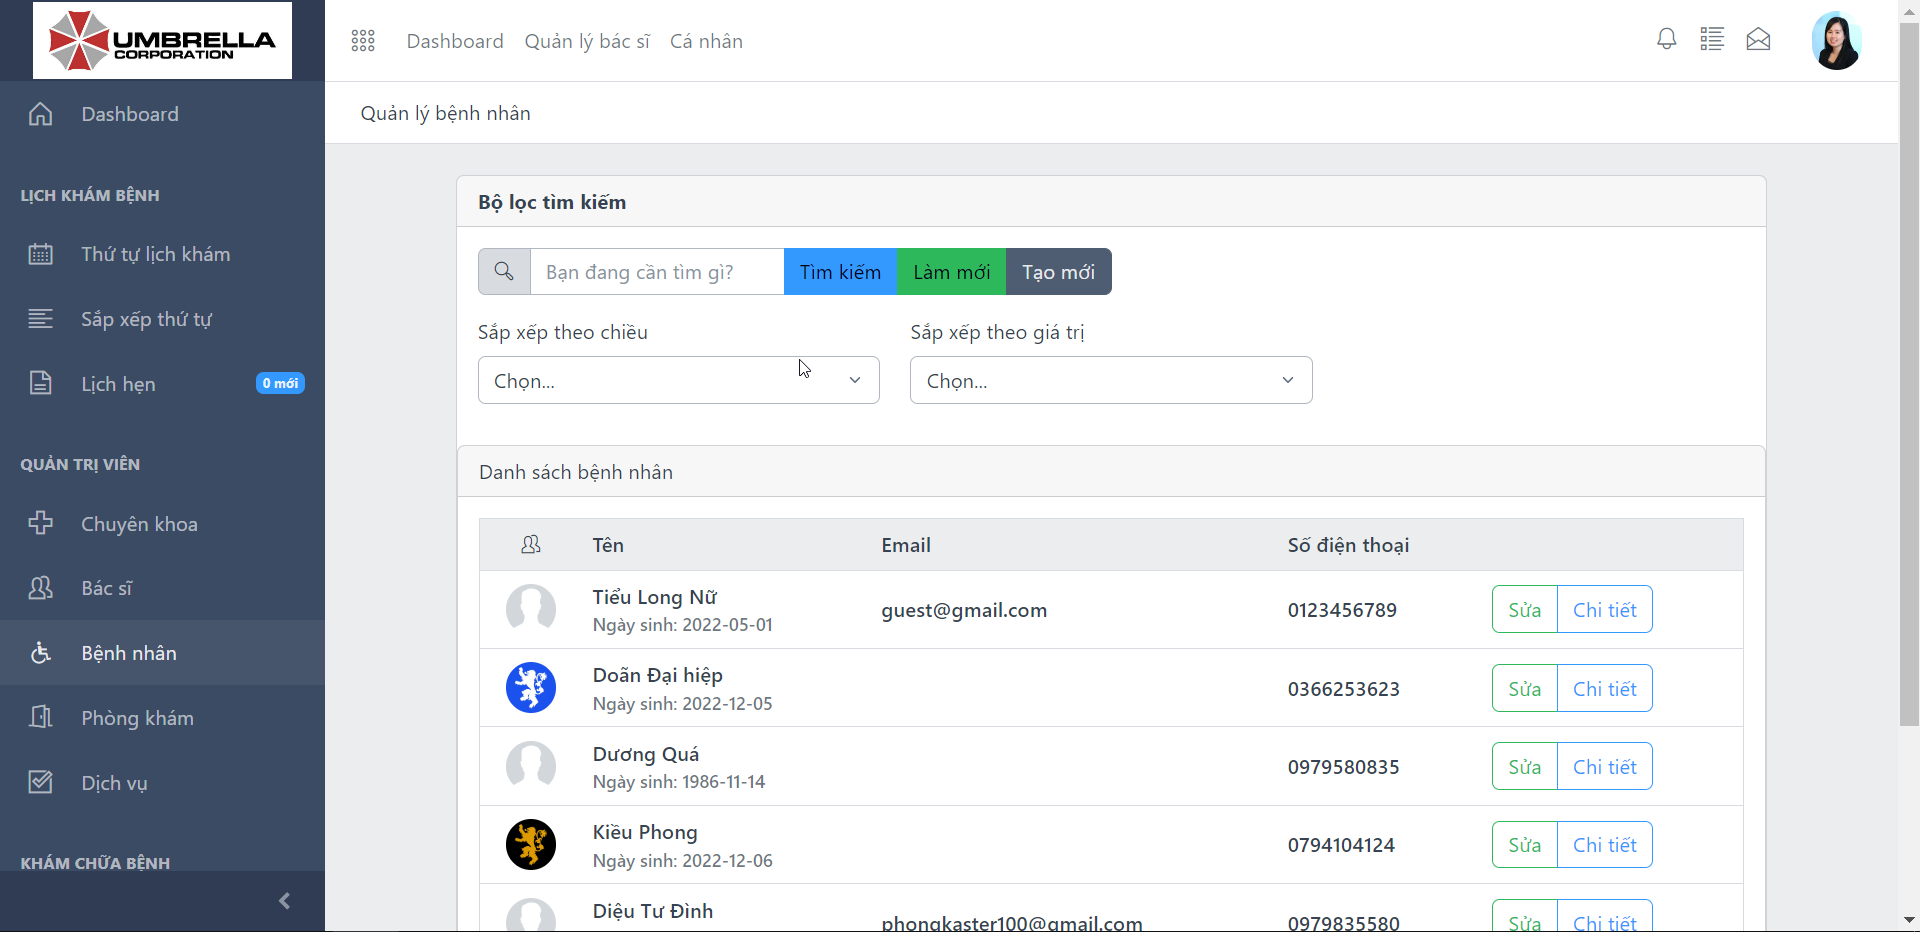 UMBRELLA
CORPORATION
Dashboard
Quản lý bác sĩ
Cá nhân
Dashboard
LỊCH KHÁM BỆNH
Thứ tự lịch khám
Sắp xếp thứ tự
Lịch hẹn
0 mới
QUẢN TRỊ VIÊN
Chuyên khoa
Bác sĩ
Bệnh nhân
Phòng khám
Dịch vụ
KHÁM CHỮA BỆNH
Quản lý bệnh nhân
Bộ lọc tìm kiếm
Bạn đang cần tìm gì?
Tìm kiếm
Làm mới
Tạo mới
Sắp xếp theo chiều
Sắp xếp theo giá trị
Chọn...
Chọn...
Danh sách bệnh nhân
Tên Email Số điện thoại
Tiểu Long Nữ
Ngày sinh: 2022-05-01
guest@gmail.com
0123456789
Sửa
Chi tiết
Doãn Đại hiệp
Ngày sinh: 2022-12-05
0366253623
Sửa
Chi tiết
Dương Quá
Ngày sinh: 1986-11-14
0979580835
Sửa
Chi tiết
Kiều Phong
Ngày sinh: 2022-12-06
0794104124
Sửa
Chi tiết
Diệu Tư Đình
phongkaster100@gmail.com
0979835580
Sửa
Chi tiết